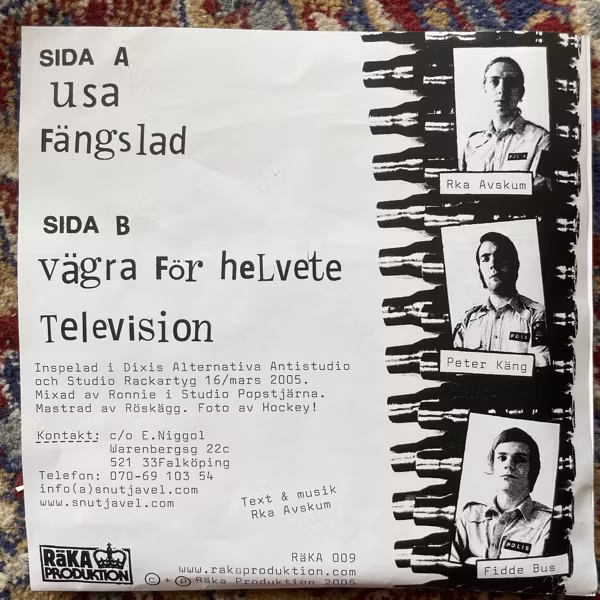 SIDA A
usa
Fängslad
SIDA B
vägra För heLvete
Television
Inspelad i Dixis Alternativa Antistudio
och Studio Rackartyg 16/mars 2005.
Mixad av Ronnie i Studio Popstjärna.
Mastrad av Röskägg. Foto av Hockey!
Kontakt: c/o E.Niggol
Warenbergsg 22c
521 33Falköping
Telefon: 070-69 103 54
info(a)snutjavel.com
www.snutjavel.com
Text & musik
Rka Avskum
RäKA PRODUKTION
RäKA 009
www.rakaproduktion.com
C + P Räka Produktion 2005
POLIS
Rka Avskum
POLIS
Peter Käng
POLIS
Fidde Bus